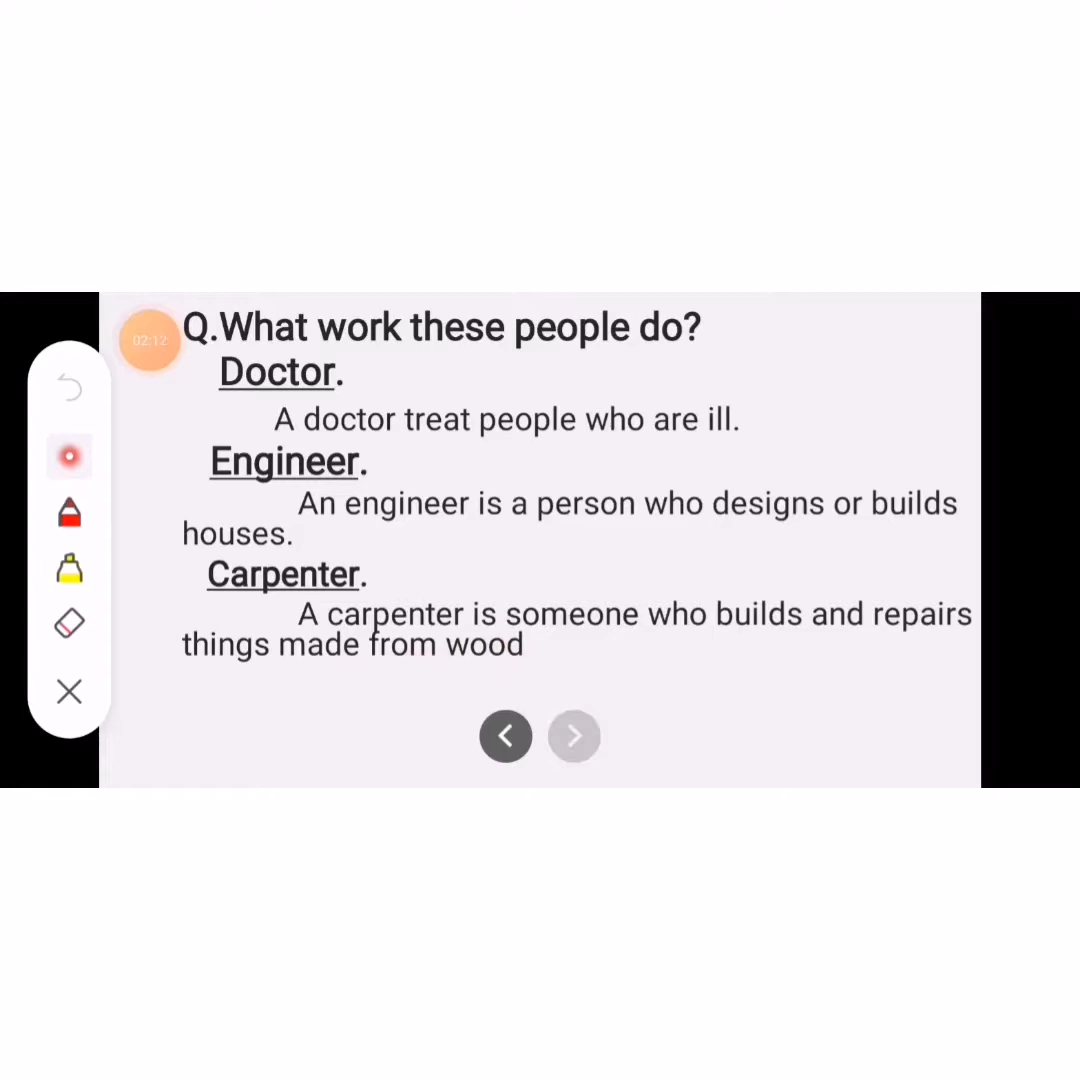 02:12
Q.What work these people do?
Doctor.
A doctor treat people who are ill.
Engineer.
An engineer is a person who designs or builds
houses.
Carpenter.
A carpenter is someone who builds and repairs
things made from wood